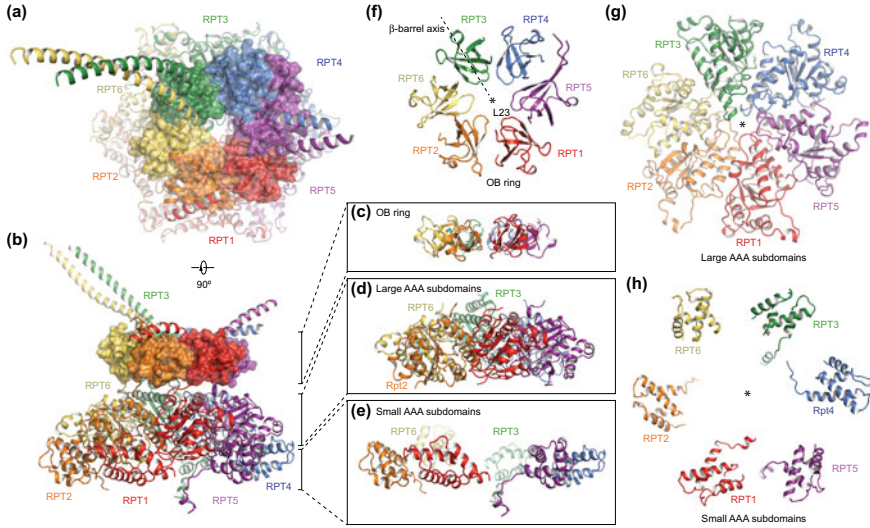 (a)
RPT3
RPT4
RPT6
RPT2
RPT5
RPT1
(b)
90º
RPT3
RPT6
RPT2
RPT1
RPT5
RPT4
(c)
OB ring
(d)
Large AAA subdomains
RPT6
RPT3
Rpt2
(e)
Small AAA subdomains
RPT6
RPT3
(f)
RPT3
RPT4
β-barrel axis
RPT6
RPT5
*
L23
RPT2
RPT1
OB ring
(g)
RPT3
RPT4
RPT6
*
RPT2
RPT5
RPT1
Large AAA subdomains
(h)
RPT6
RPT3
*
Rpt4
RPT2
RPT1
RPT5
Small AAA subdomains